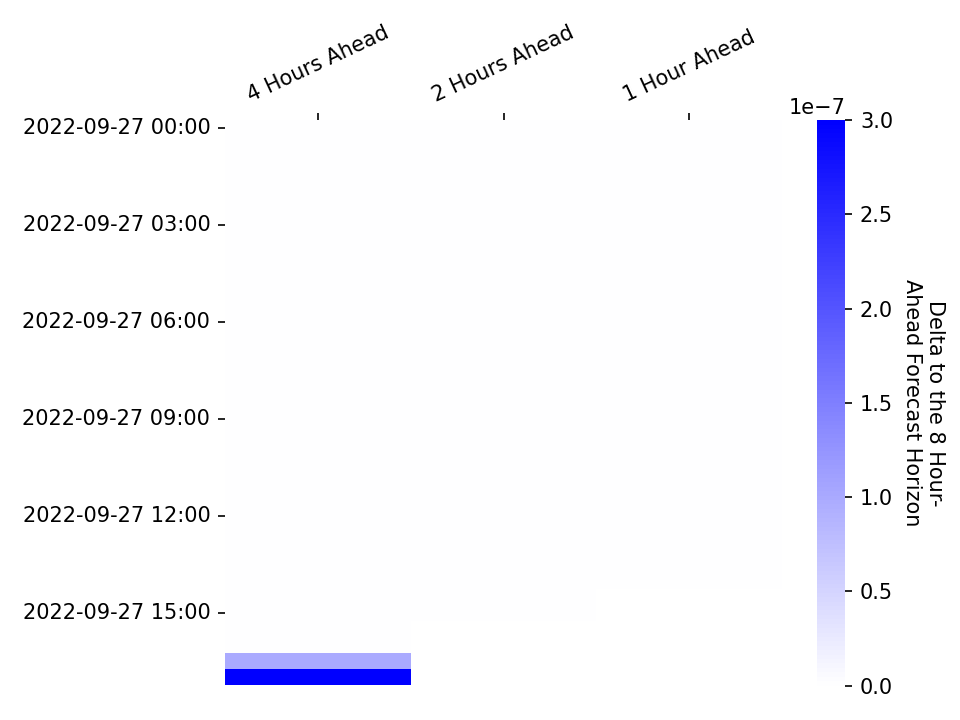 4 Hours Ahead
2 Hours Ahead
1 Hour Ahead
2022-09-27 00:00
2022-09-27 03:00
2022-09-27 06:00
2022-09-27 09:00
2022-09-27 12:00
2022-09-27 15:00
1e−7
3.0
2.5
2.0
1.5
1.0
0.5
0.0
Delta to the 8 Hour-
Ahead Forecast Horizon